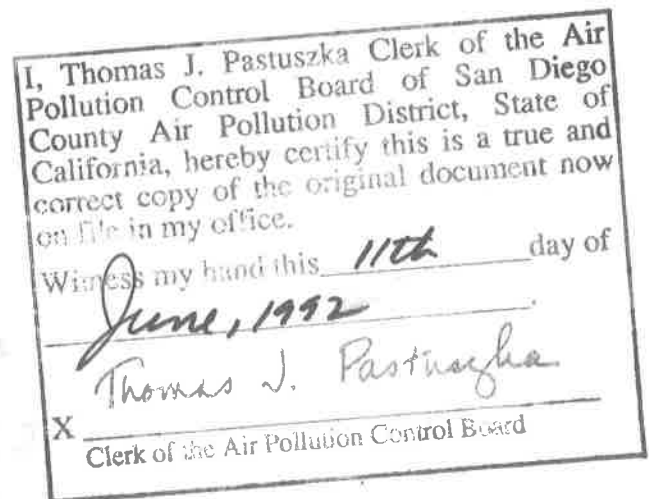 I, Thomas J. Pastuszka Clerk of the Air
Pollution Control Board of San Diego
County Air Pollution District, State of
California, hereby certify this is a true and
correct copy of the original document now
on file in my office.
Witness my hand this 11th day of
June, 1992.
Thomas J. Pastuszka
X
Clerk of the Air Pollution Control Board